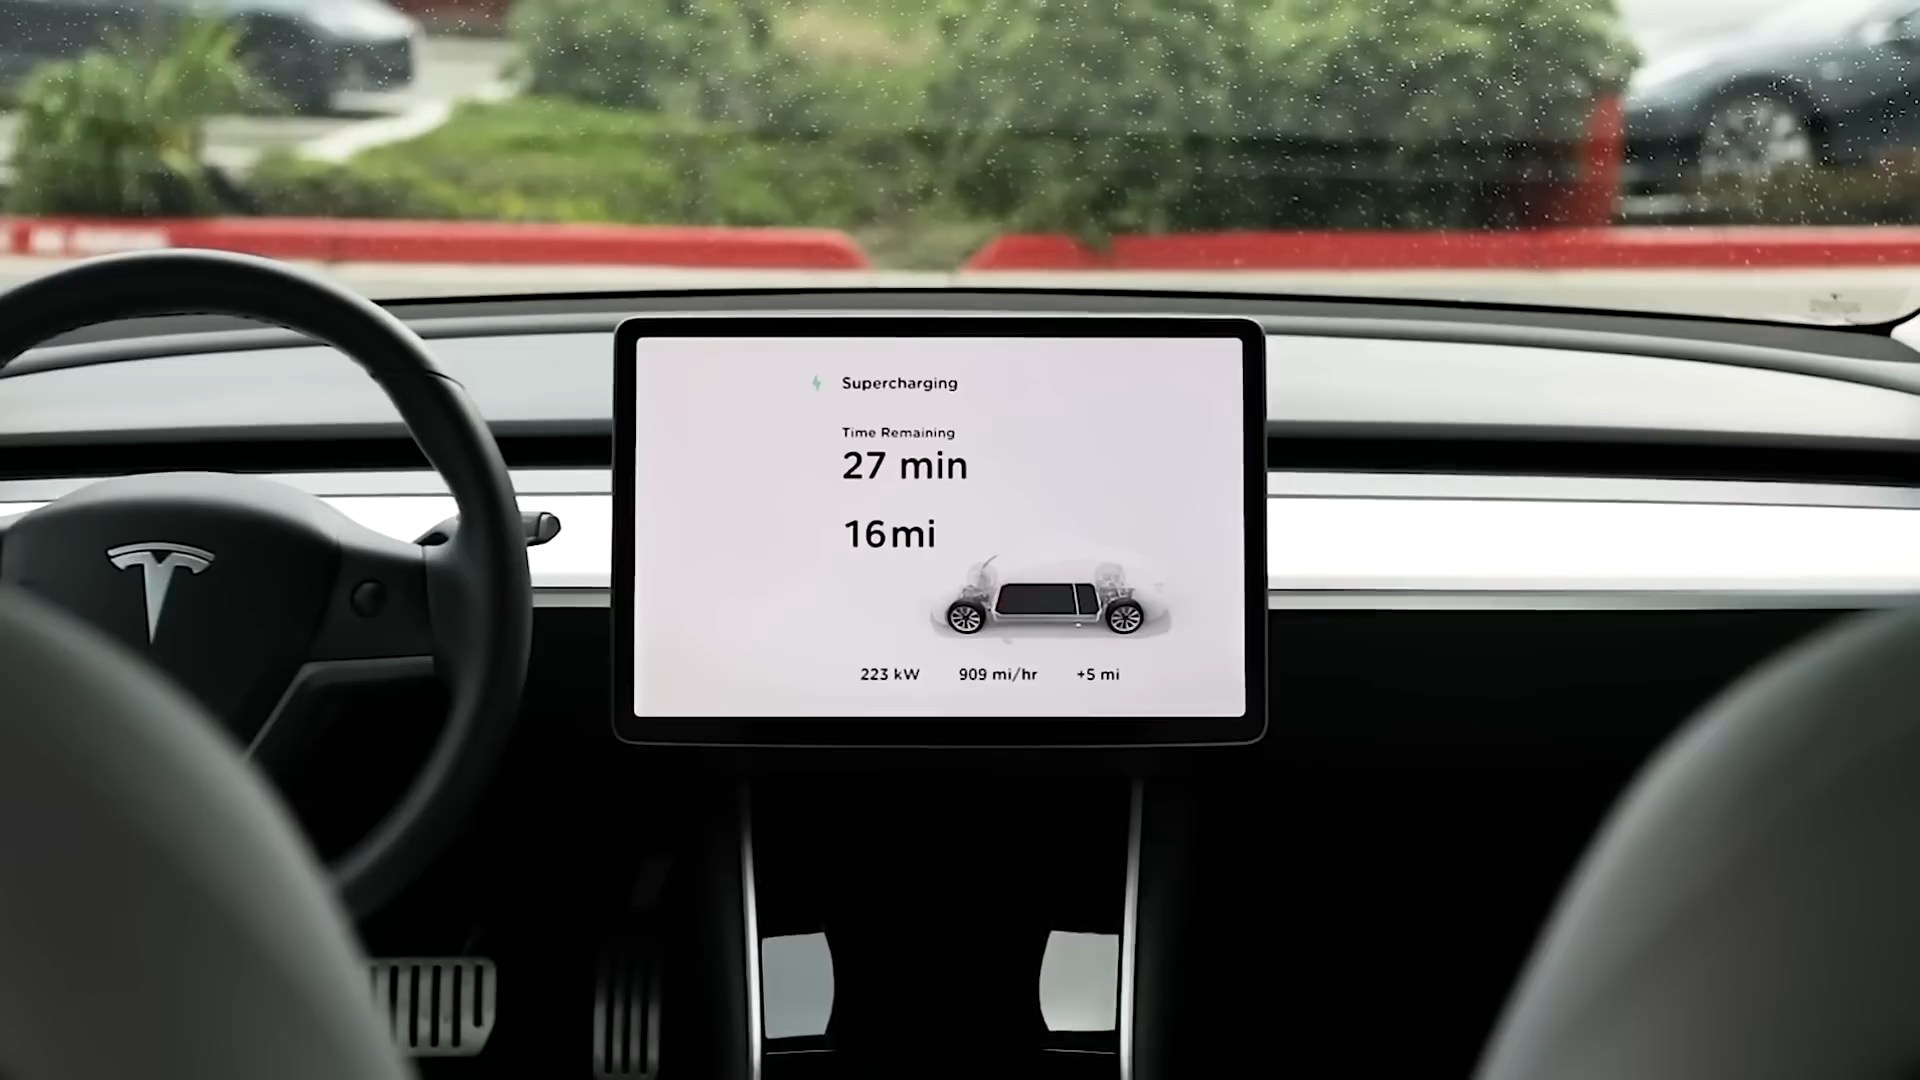 Supercharging
Time Remaining
27 min
16mi
223 kW 909 mi/hr +5 mi